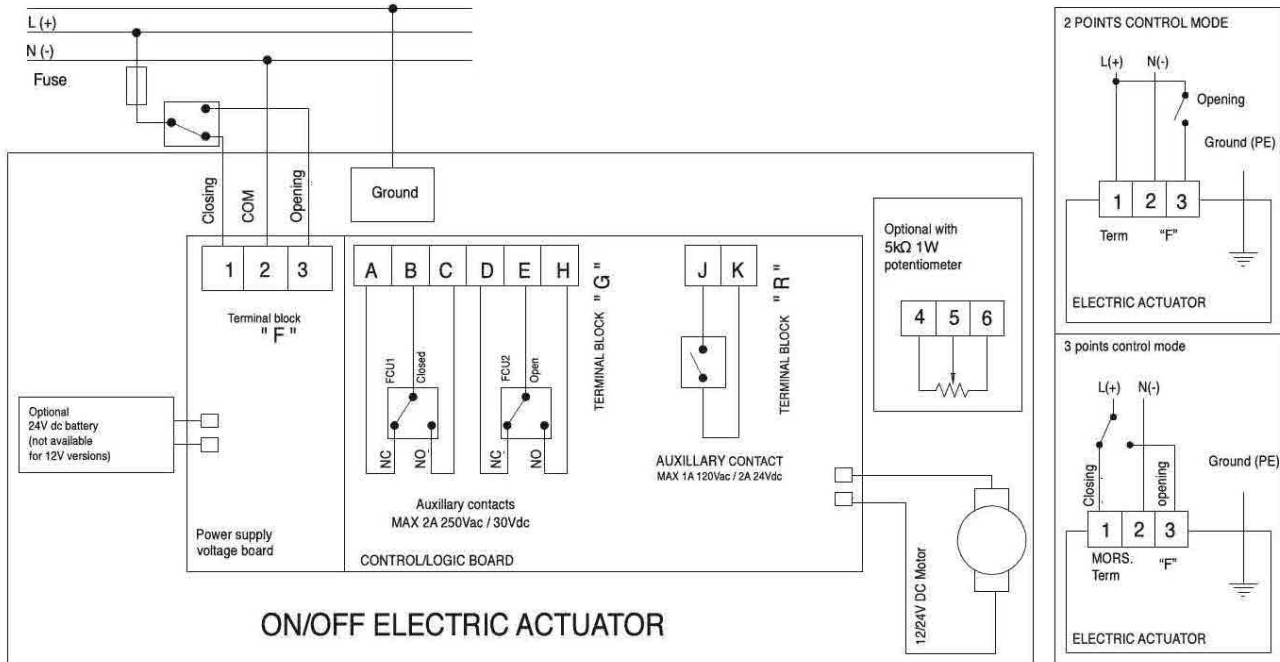 L (+)
N (-)
Fuse
Closing
COM
Opening
Ground
1 2 3
Terminal block
" F "
A B C D E H
TERMINAL BLOCK " G "
FCU1
Closed
FCU2
Open
NC
NO
NC
NO
Auxillary contacts
MAX 2A 250Vac / 30Vdc
J K
TERMINAL BLOCK " R "
AUXILLARY CONTACT
MAX 1A 120Vac / 2A 24Vdc
Optional with
5kΩ 1W
potentiometer
4 5 6
Optional
24V dc battery
(not available
for 12V versions)
Power supply
voltage board
CONTROL/LOGIC BOARD
12/24V DC Motor
ON/OFF ELECTRIC ACTUATOR
2 POINTS CONTROL MODE
L(+) N(-)
Opening
Ground (PE)
1 2 3
Term "F"
ELECTRIC ACTUATOR
3 points control mode
L(+) N(-)
Closing
opening
Ground (PE)
1 2 3
MORS.
Term "F"
ELECTRIC ACTUATOR